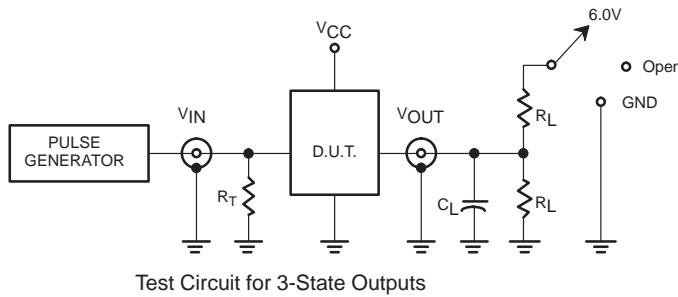 6.0V
VCC
Oper
VIN
VOUT
RL
GND
PULSE
GENERATOR
D.U.T.
RT
CL
RL
Test Circuit for 3-State Outputs